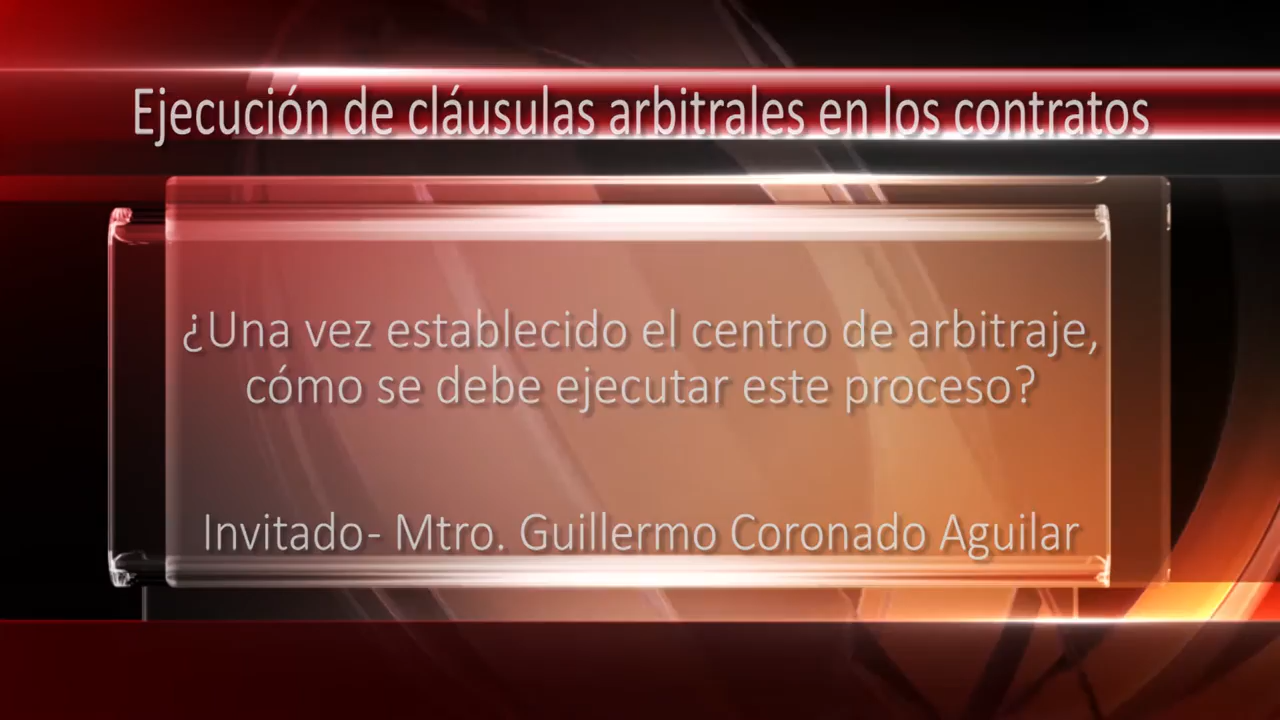 Ejecución de cláusulas arbitrales en los contratos
¿Una vez establecido el centro de arbitraje,
cómo se debe ejecutar este proceso?
Invitado- Mtro. Guillermo Coronado Aguilar